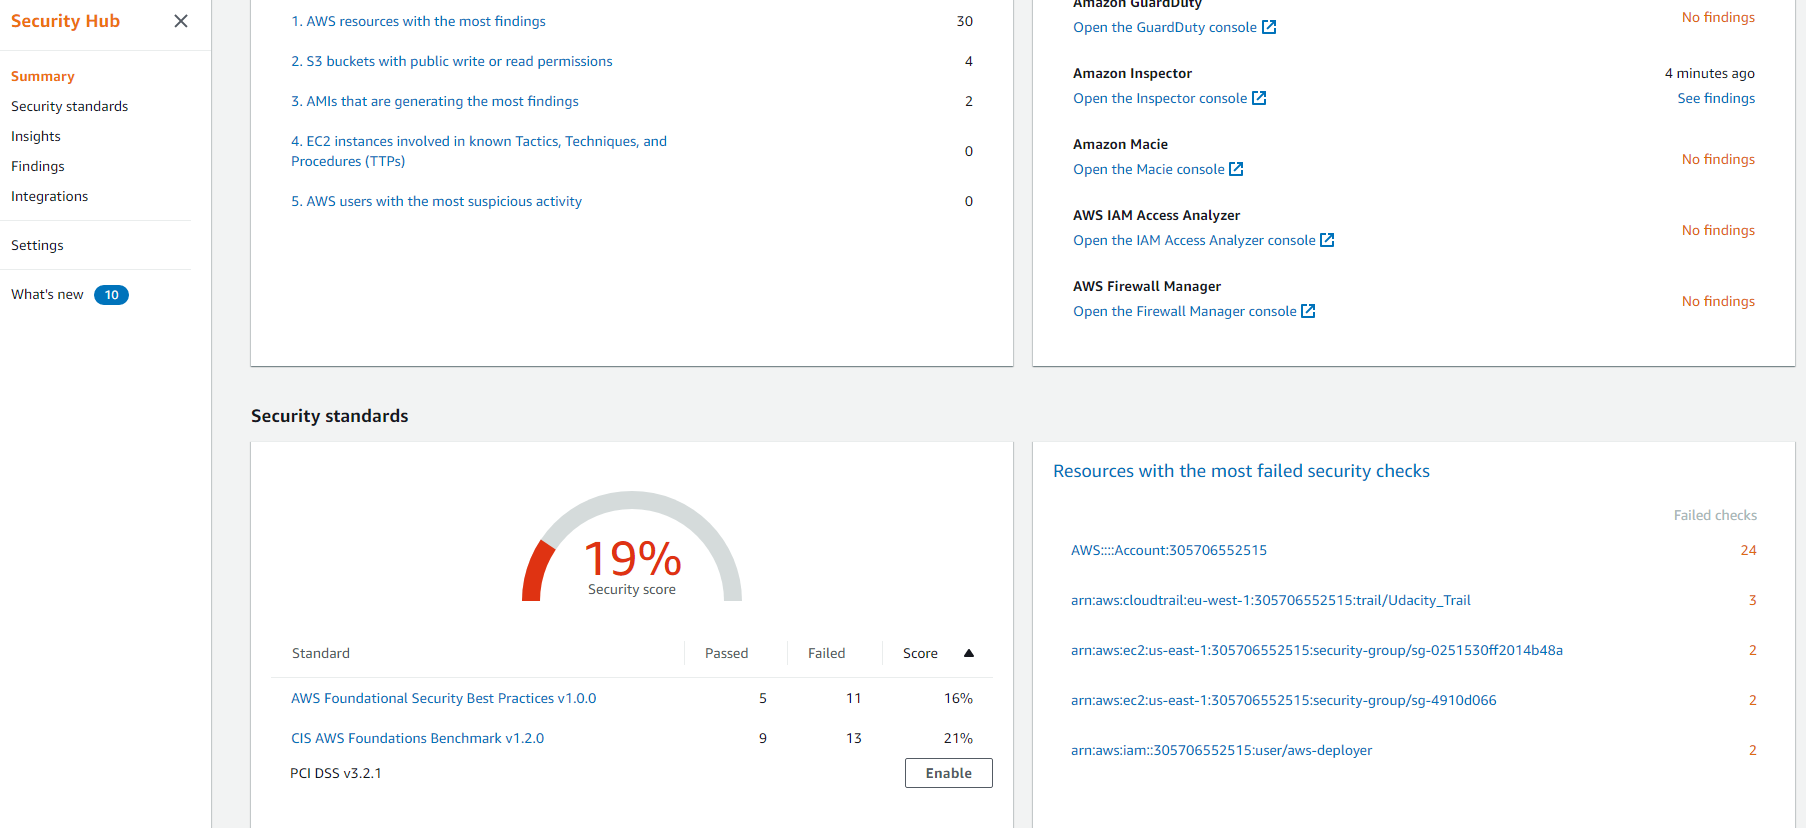 Security Hub
Summary
Security standards
Insights
Findings
Integrations
Settings
What's new 10
1. AWS resources with the most findings 30
2. S3 buckets with public write or read permissions 4
3. AMIs that are generating the most findings 2
4. EC2 instances involved in known Tactics, Techniques, and
Procedures (TTPs) 0
5. AWS users with the most suspicious activity 0
Amazon GuardDuty
Open the GuardDuty console No findings
Amazon Inspector 4 minutes ago
Open the Inspector console See findings
Amazon Macie
Open the Macie console No findings
AWS IAM Access Analyzer
Open the IAM Access Analyzer console No findings
AWS Firewall Manager
Open the Firewall Manager console No findings
Security standards
19%
Security score
Standard Passed Failed Score
AWS Foundational Security Best Practices v1.0.0 5 11 16%
CIS AWS Foundations Benchmark v1.2.0 9 13 21%
PCI DSS v3.2.1 Enable
Resources with the most failed security checks
Failed checks
AWS::::Account:305706552515 24
arn:aws:cloudtrail:eu-west-1:305706552515:trail/Udacity_Trail 3
arn:aws:ec2:us-east-1:305706552515:security-group/sg-0251530ff2014b48a 2
arn:aws:ec2:us-east-1:305706552515:security-group/sg-4910d066 2
arn:aws:iam::305706552515:user/aws-deployer 2